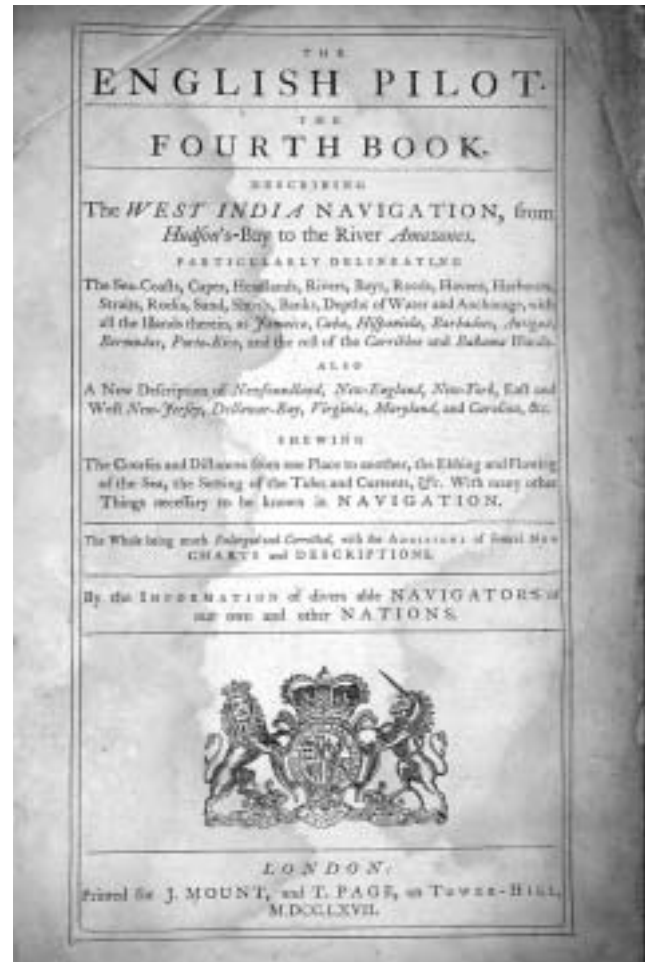 THE
ENGLISH PILOT.
THE
FOURTH BOOK.
DESCRIBING
The WEST INDIA NAVIGATION, from
Hudson's-Bay to the River Amazones.
PARTICULARLY DELINEATING
The Sea-Coasts, Capes, Headlands, Rivers, Bays, Roads, Havens, Harbours,
Straits, Rocks, Sand, Shoals, Banks, Depths of Water and Anchorage, with
all the Islands therein, as Jamaica, Cuba, Hispaniola, Barbadoes, Antigua,
Bermudas, Porto-Rico, and the rest of the Carribbee and Bahama Islands.
ALSO
A New Description of Newfoundland, New-England, New-York, East and
West New-Jersey, Dellawar-Bay, Virginia, Maryland, and Carolina, &c.
SHEWING
The Courses and Distances from one Place to another, the Ebbing and Flowing
of the Sea, the Setting of the Tides and Currents, &c. With many other
Things necessary to be known in NAVIGATION.
The Whole being much Enlarged and Corrected, with the ADDITIONS of several NEW
CHARTS and DESCRIPTIONS.
By the INFORMATION of divers able NAVIGATORS of
our own and other NATIONS.
LONDON:
Printed for J. MOUNT, and T. PAGE, on TOWER-HILL,
M.DCC.LXVII.